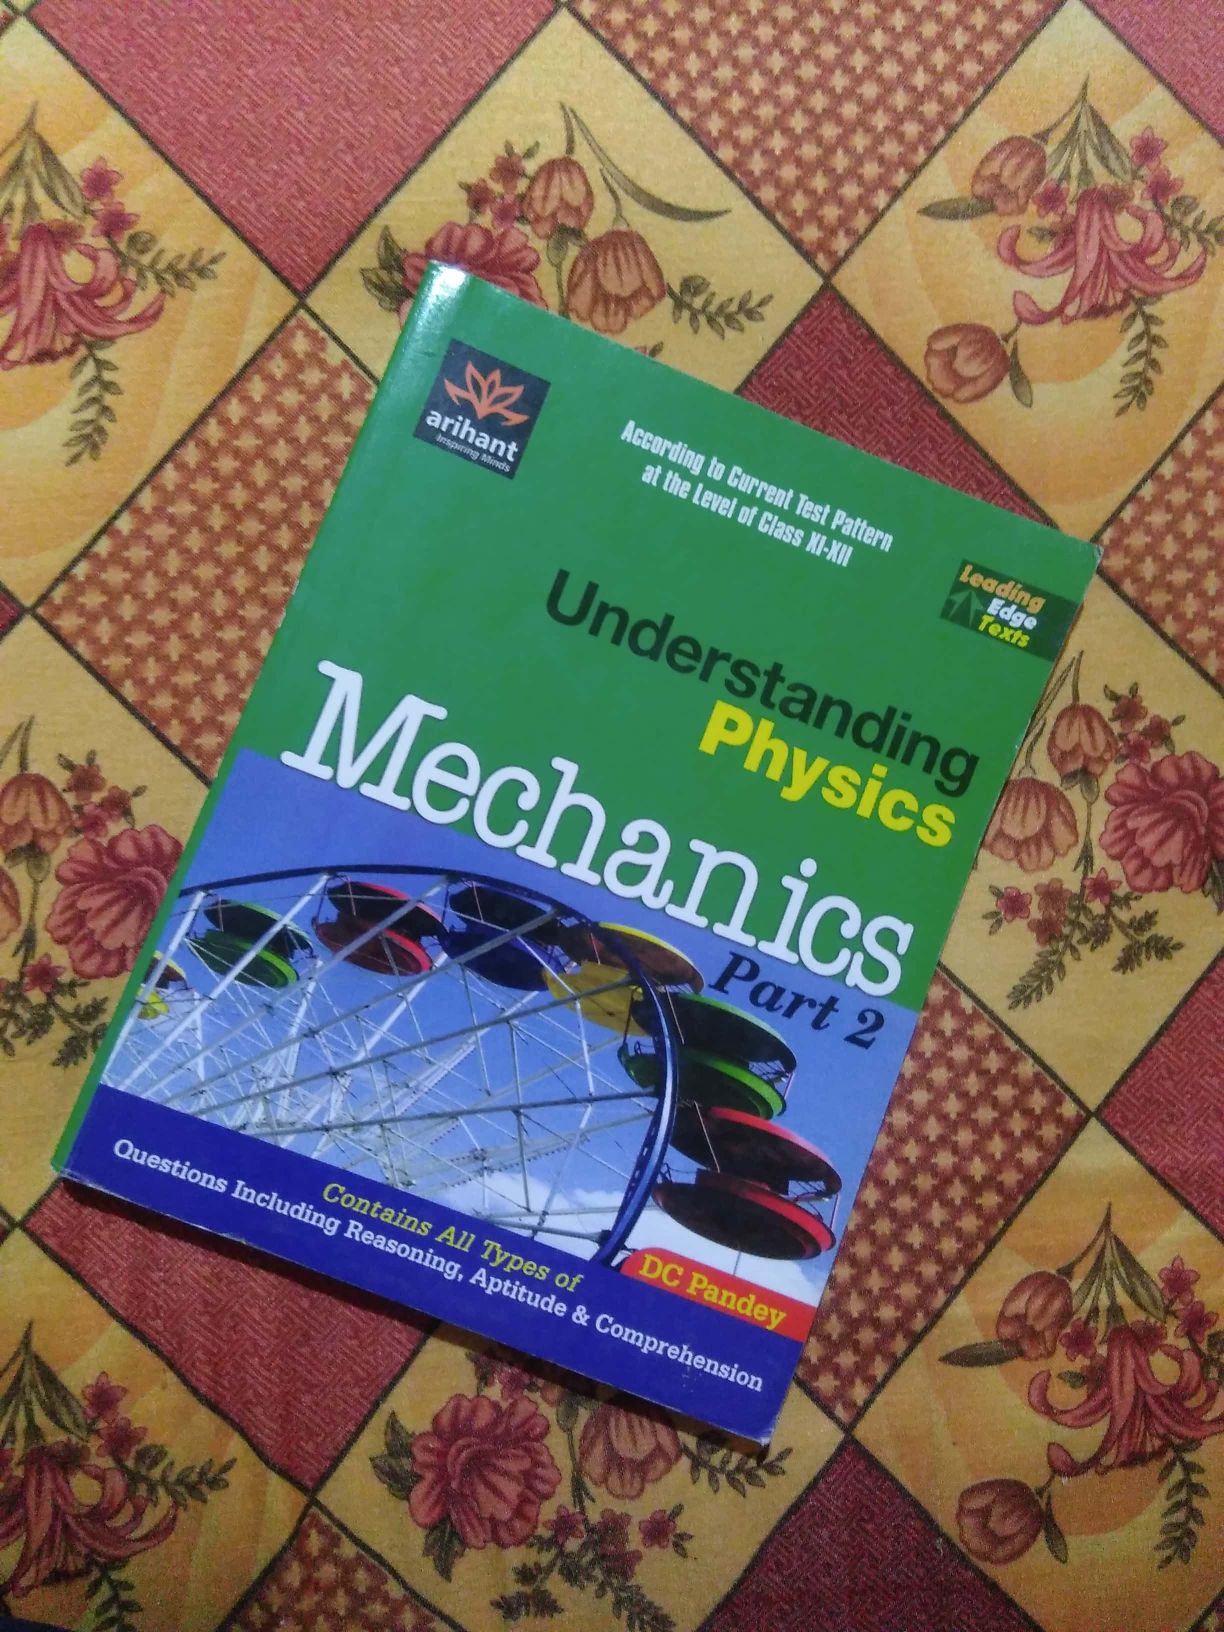 arihant
Inspiring Minds
According to Current Test Pattern
at the Level of Class XI-XII
Leading
Edge
Texts
Understanding
Physics
Mechanics
Part 2
Contains All Types of
Questions Including Reasoning, Aptitude & Comprehension
DC Pandey